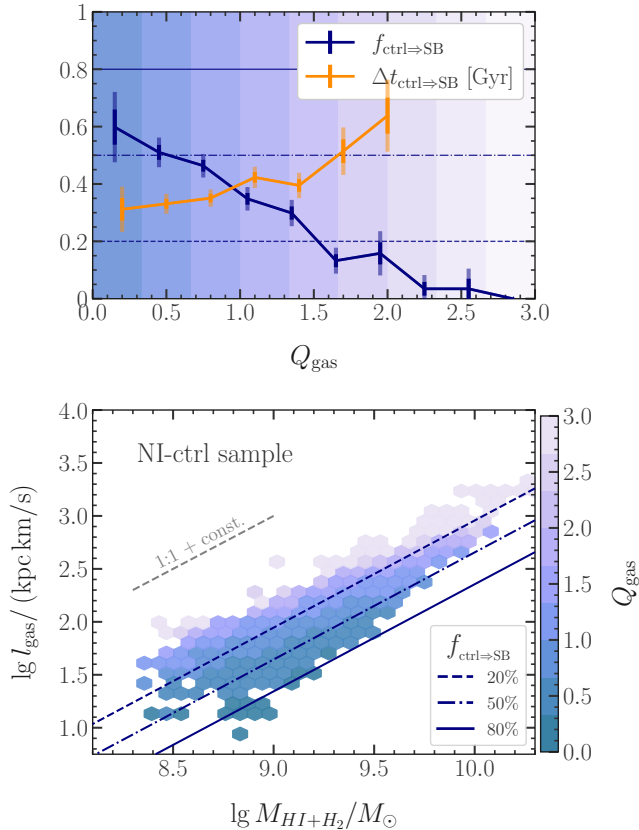 f_ctrl⇒SB
Δt_ctrl⇒SB [Gyr]
1
0.8
0.6
0.4
0.2
0
0.0 0.5 1.0 1.5 2.0 2.5 3.0
Q_gas
NI-ctrl sample
1:1 + const.
lg l_gas/ (kpc km/s)
4.0
3.5
3.0
2.5
2.0
1.5
1.0
f_ctrl⇒SB
20%
50%
80%
8.5 9.0 9.5 10.0
lg M_HI+H_2/M_⊙
3.0
2.5
2.0
1.5
1.0
0.5
0.0
Q_gas